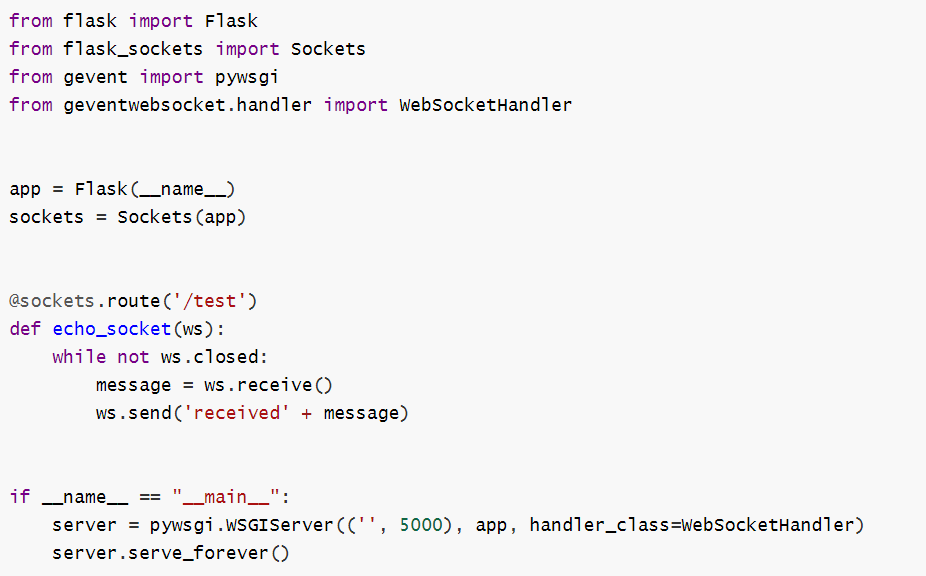 from flask import Flask
from flask_sockets import Sockets
from gevent import pywsgi
from geventwebsocket.handler import WebSocketHandler
app = Flask(__name__)
sockets = Sockets(app)
@sockets.route('/test')
def echo_socket(ws):
    while not ws.closed:
        message = ws.receive()
        ws.send('received' + message)
if __name__ == "__main__":
    server = pywsgi.WSGIServer(('', 5000), app, handler_class=WebSocketHandler)
    server.serve_forever()